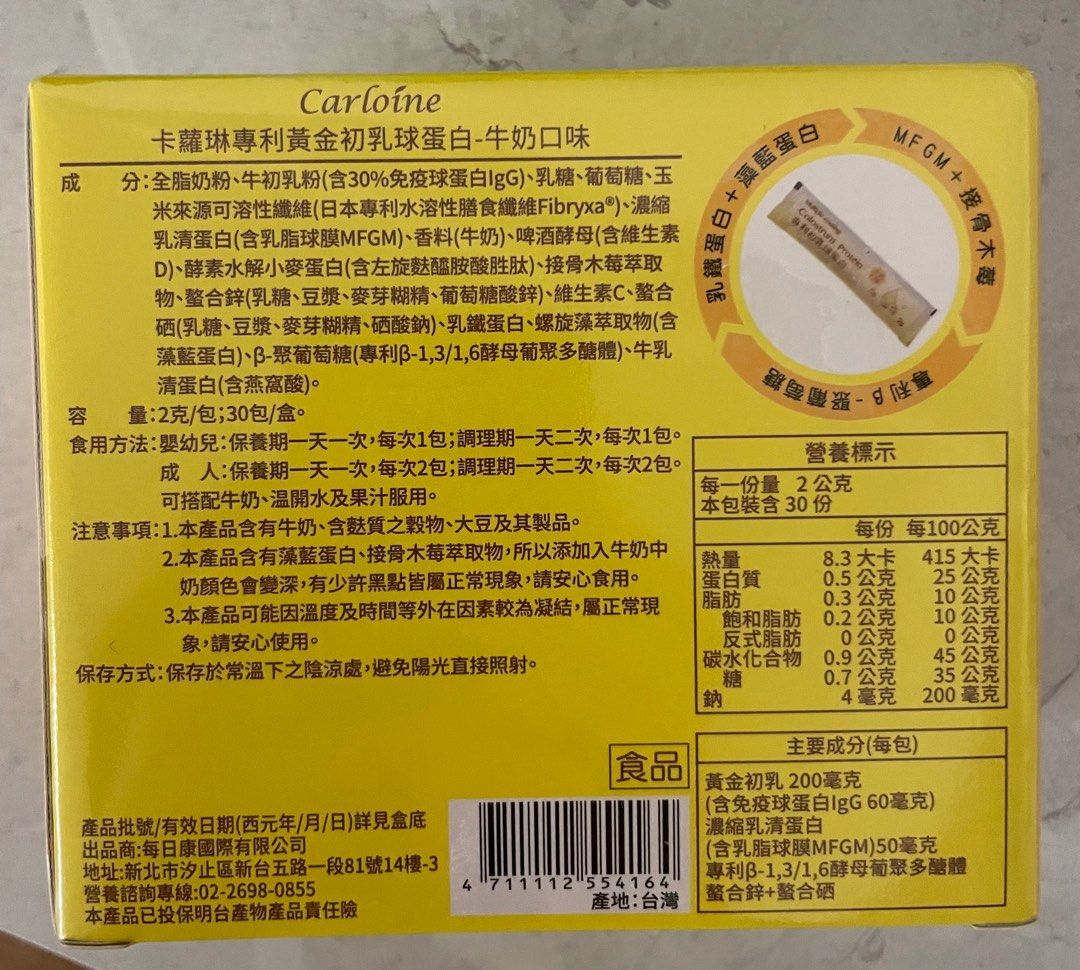 Carloine
卡蘿琳專利黃金初乳球蛋白-牛奶口味
成　　分:全脂奶粉、牛初乳粉(含30%免疫球蛋白IgG)、乳糖、葡萄糖、玉
米來源可溶性纖維(日本專利水溶性膳食纖維Fibryxa®)、濃縮
乳清蛋白(含乳脂球膜MFGM)、香料(牛奶)、啤酒酵母(含維生素
D)、酵素水解小麥蛋白(含左旋麩醯胺酸胜肽)、接骨木莓萃取
物、螯合鋅(乳糖、豆漿、麥芽糊精、葡萄糖酸鋅)、維生素C、螯合
硒(乳糖、豆漿、麥芽糊精、硒酸鈉)、乳鐵蛋白、螺旋藻萃取物(含
藻藍蛋白)、β-聚葡萄糖(專利β-1,3/1,6酵母葡聚多醣體)、牛乳
清蛋白(含燕窩酸)。
容　　量:2克/包;30包/盒。
食用方法:嬰幼兒:保養期一天一次,每次1包;調理期一天二次,每次1包。
成　人:保養期一天一次,每次2包;調理期一天二次,每次2包。
可搭配牛奶、温開水及果汁服用。
注意事項:1.本產品含有牛奶、含麩質之穀物、大豆及其製品。
2.本產品含有藻藍蛋白、接骨木莓萃取物,所以添加入牛奶中
奶顏色會變深,有少許黑點皆屬正常現象,請安心食用。
3.本產品可能因溫度及時間等外在因素較為凝結,屬正常現
象,請安心使用。
保存方式:保存於常溫下之陰涼處,避免陽光直接照射。
乳鐵蛋白+藻藍蛋白
MFGM+接骨木莓
專利β-聚葡萄糖
Colostrum Protein
營養標示
每一份量 2 公克
本包裝含 30 份
每份 每100公克
熱量 8.3 大卡 415 大卡
蛋白質 0.5 公克 25 公克
脂肪 0.3 公克 10 公克
飽和脂肪 0.2 公克 10 公克
反式脂肪 0 公克 0 公克
碳水化合物 0.9 公克 45 公克
糖 0.7 公克 35 公克
鈉 4 毫克 200 毫克
主要成分(每包)
黃金初乳 200毫克
(含免疫球蛋白IgG 60毫克)
濃縮乳清蛋白
(含乳脂球膜MFGM)50毫克
專利β-1,3/1,6酵母葡聚多醣體
螯合鋅+螯合硒
食品
產品批號/有效日期(西元年/月/日)詳見盒底
出品商:每日康國際有限公司
地址:新北市汐止區新台五路一段81號14樓-3
營養諮詢專線:02-2698-0855
本產品已投保明台產物產品責任險
4 711112 554164
產地:台灣